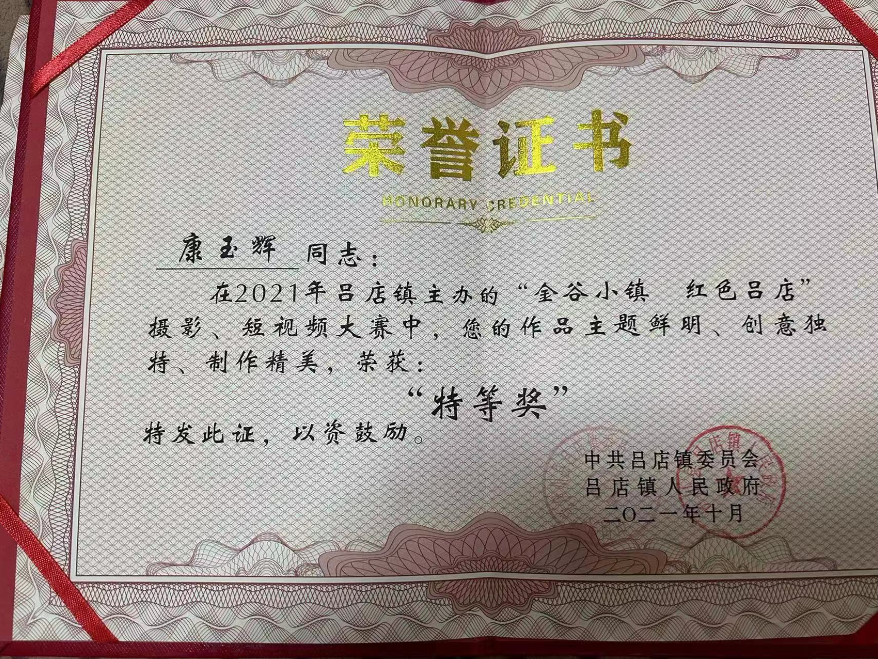 荣誉证书
HONORARY CREDENTIAL
康玉辉 同志：
在2021年吕店镇主办的“金谷小镇 红色吕店”
摄影、短视频大赛中，您的作品主题鲜明、创意独
特、制作精美，荣获：
“特等奖”
特发此证，以资鼓励。
中共吕店镇委员会
吕店镇人民政府
二〇二一年十月